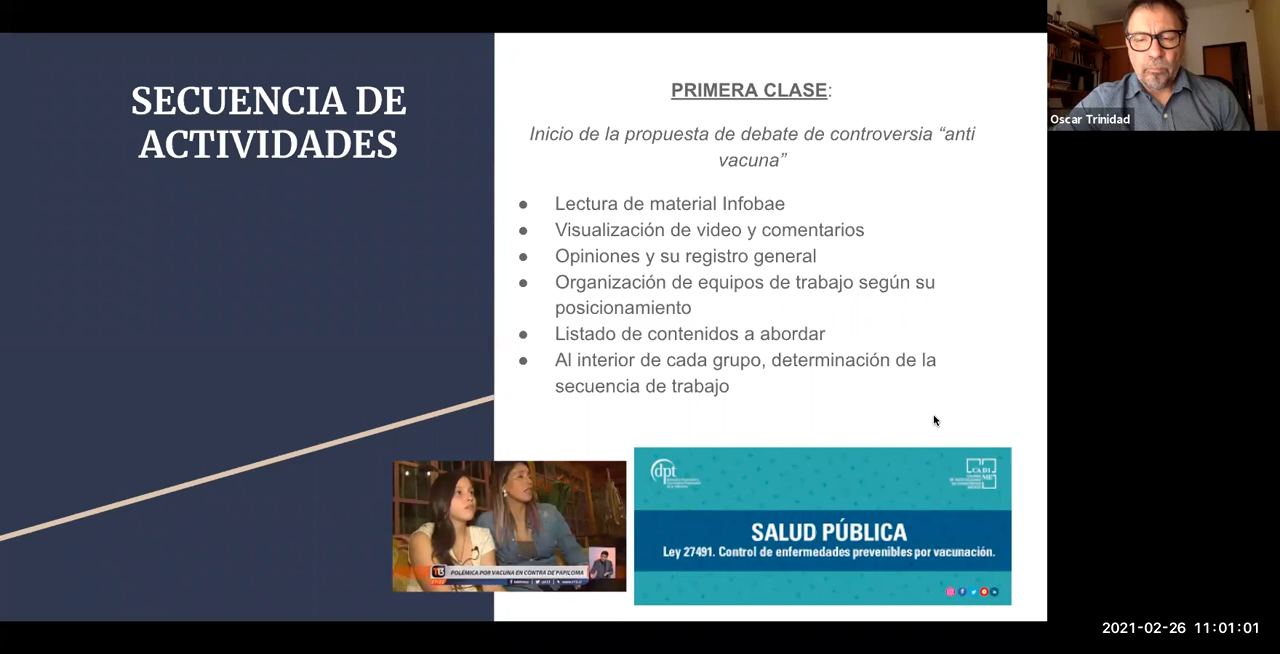 SECUENCIA DE
ACTIVIDADES
PRIMERA CLASE:
Inicio de la propuesta de debate de controversia “anti
vacuna”
● Lectura de material Infobae
● Visualización de video y comentarios
● Opiniones y su registro general
● Organización de equipos de trabajo según su
posicionamiento
● Listado de contenidos a abordar
● Al interior de cada grupo, determinación de la
secuencia de trabajo
Oscar Trinidad
T13
POLÉMICA POR VACUNA EN CONTRA DE PAPILOMA
dpt
CADI
ME
SALUD PÚBLICA
Ley 27491. Control de enfermedades prevenibles por vacunación.
2021-02-26 11:01:01